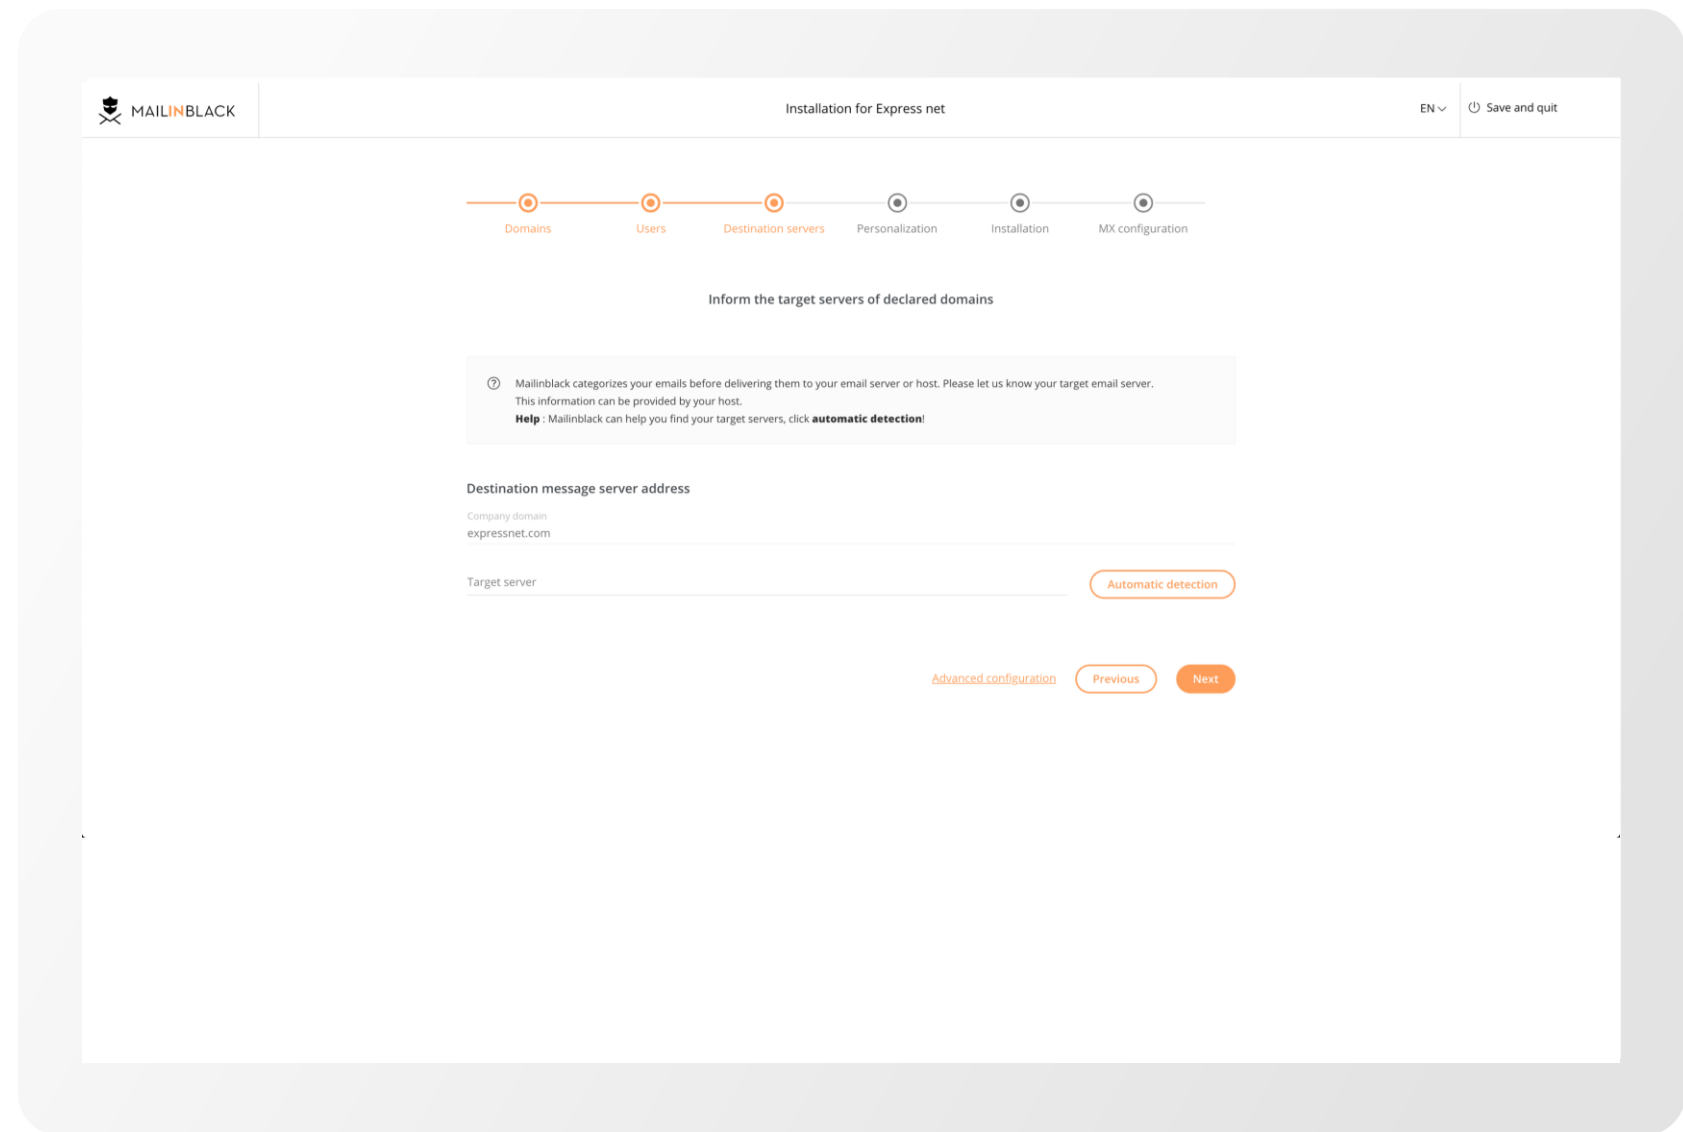 MAILINBLACK
Installation for Express net
EN
Save and quit
Domains
Users
Destination servers
Personalization
Installation
MX configuration
Inform the target servers of declared domains
Mailinblack categorizes your emails before delivering them to your email server or host. Please let us know your target email server.
This information can be provided by your host.
Help : Mailinblack can help you find your target servers, click automatic detection!
Destination message server address
Company domain
expressnet.com
Target server
Automatic detection
Advanced configuration
Previous
Next